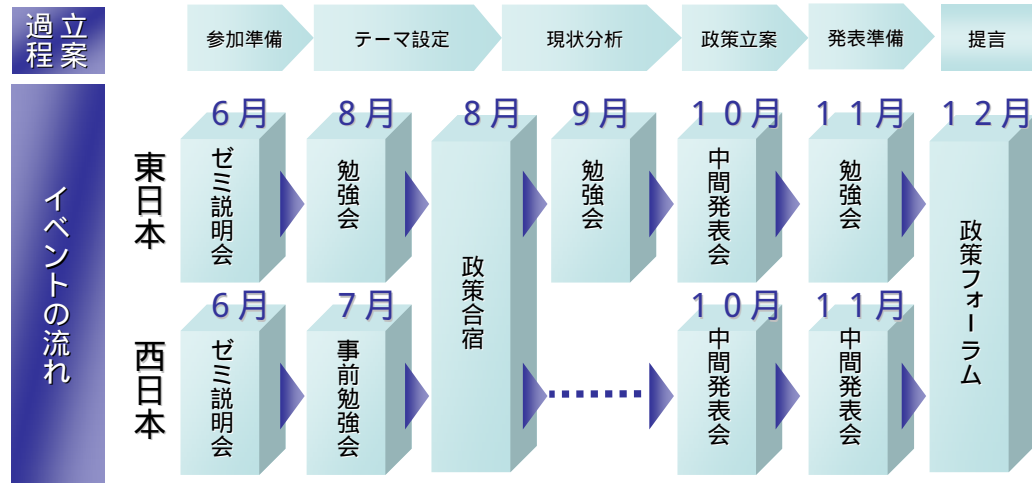 立案過程
参加準備
テーマ設定
現状分析
政策立案
発表準備
提言
イベントの流れ
東日本
6月
ゼミ説明会
8月
勉強会
8月
政策合宿
9月
勉強会
10月
中間発表会
11月
勉強会
12月
政策フォーラム
西日本
6月
ゼミ説明会
7月
事前勉強会
10月
中間発表会
11月
中間発表会